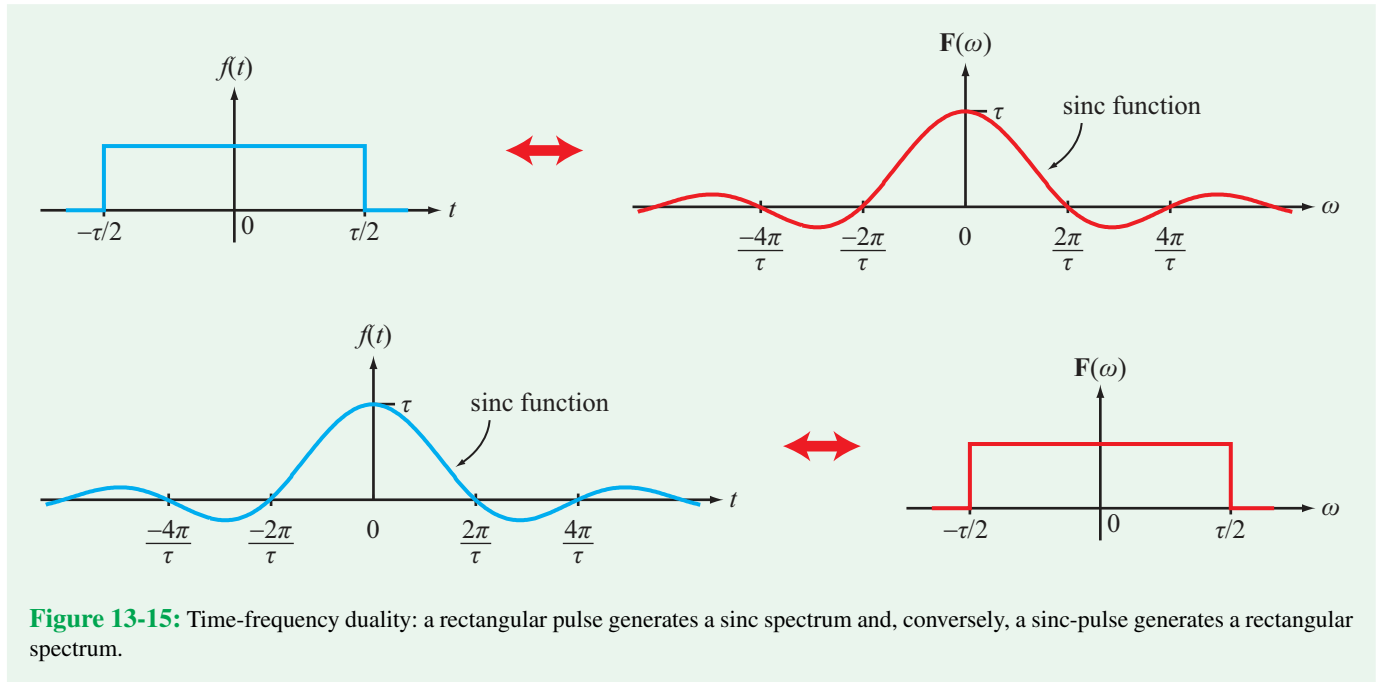 f(t)
t
−τ/2
0
τ/2
F(ω)
τ
sinc function
ω
−4π/τ
−2π/τ
0
2π/τ
4π/τ
f(t)
τ
sinc function
t
−4π/τ
−2π/τ
0
2π/τ
4π/τ
F(ω)
ω
−τ/2
0
τ/2
Figure 13-15: Time-frequency duality: a rectangular pulse generates a sinc spectrum and, conversely, a sinc-pulse generates a rectangular
spectrum.